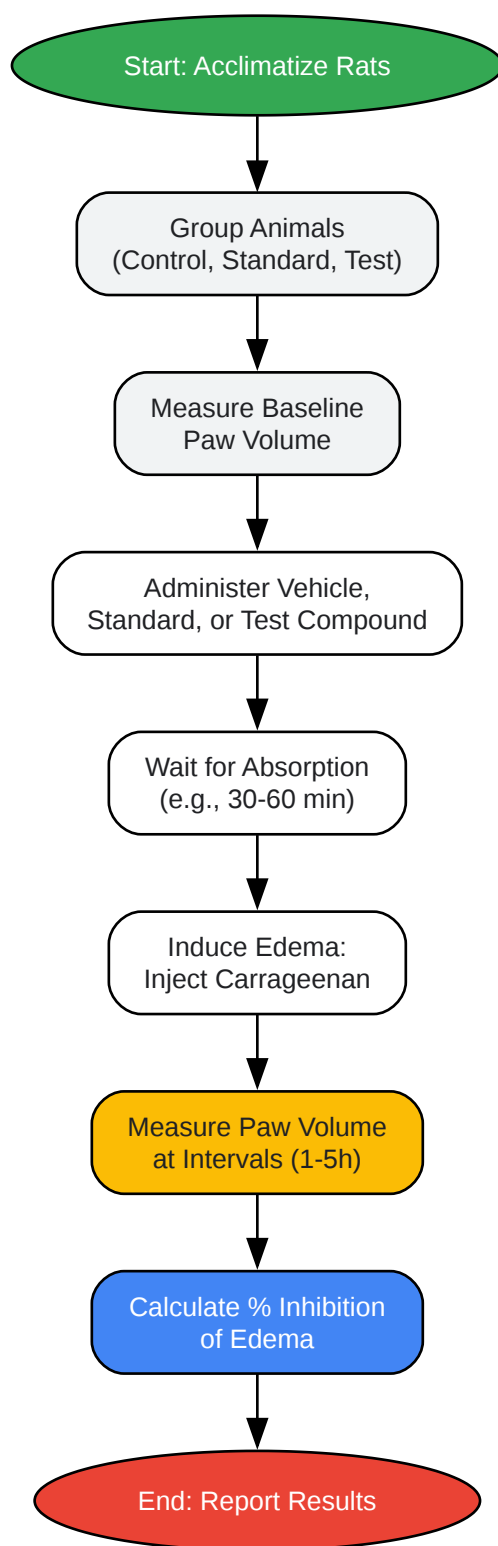 Start: Acclimatize Rats
Group Animals
(Control, Standard, Test)
Measure Baseline
Paw Volume
Administer Vehicle,
Standard, or Test Compound
Wait for Absorption
(e.g., 30-60 min)
Induce Edema:
Inject Carrageenan
Measure Paw Volume
at Intervals (1-5h)
Calculate % Inhibition
of Edema
End: Report Results